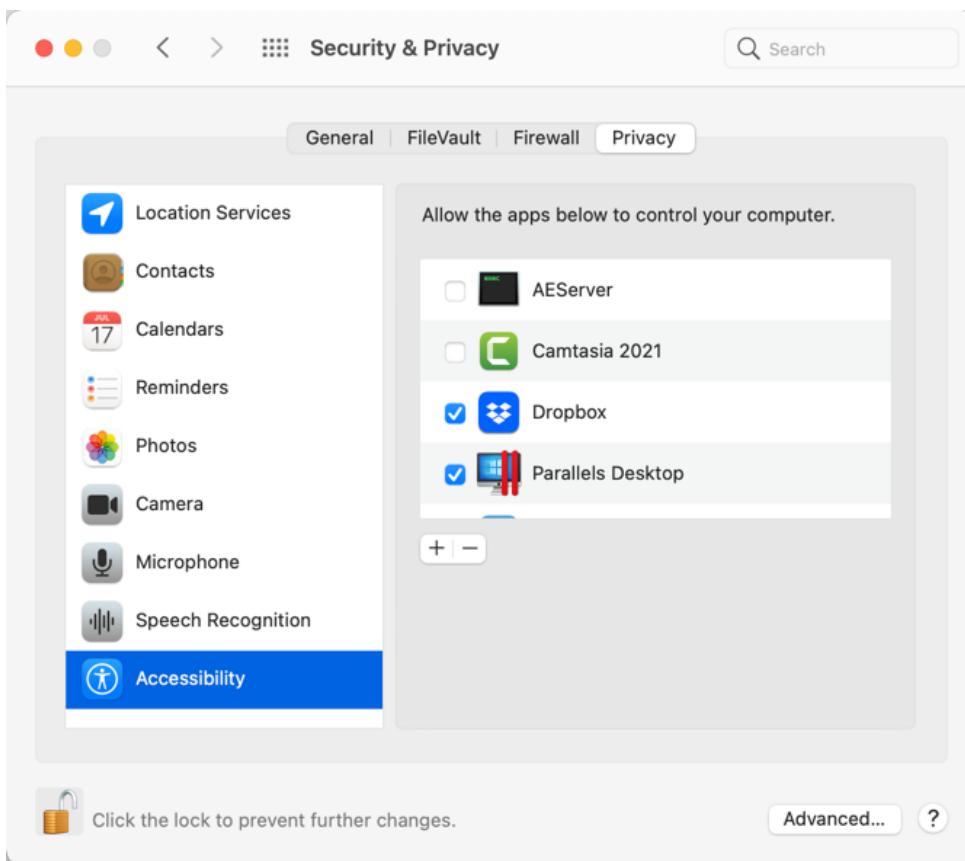 Security & Privacy
Search
General FileVault Firewall Privacy
Location Services
Contacts
JUL
17
Calendars
Reminders
Photos
Camera
Microphone
Speech Recognition
Accessibility
Allow the apps below to control your computer.
AEServer
Camtasia 2021
Dropbox
Parallels Desktop
+ −
Click the lock to prevent further changes.
Advanced... ?